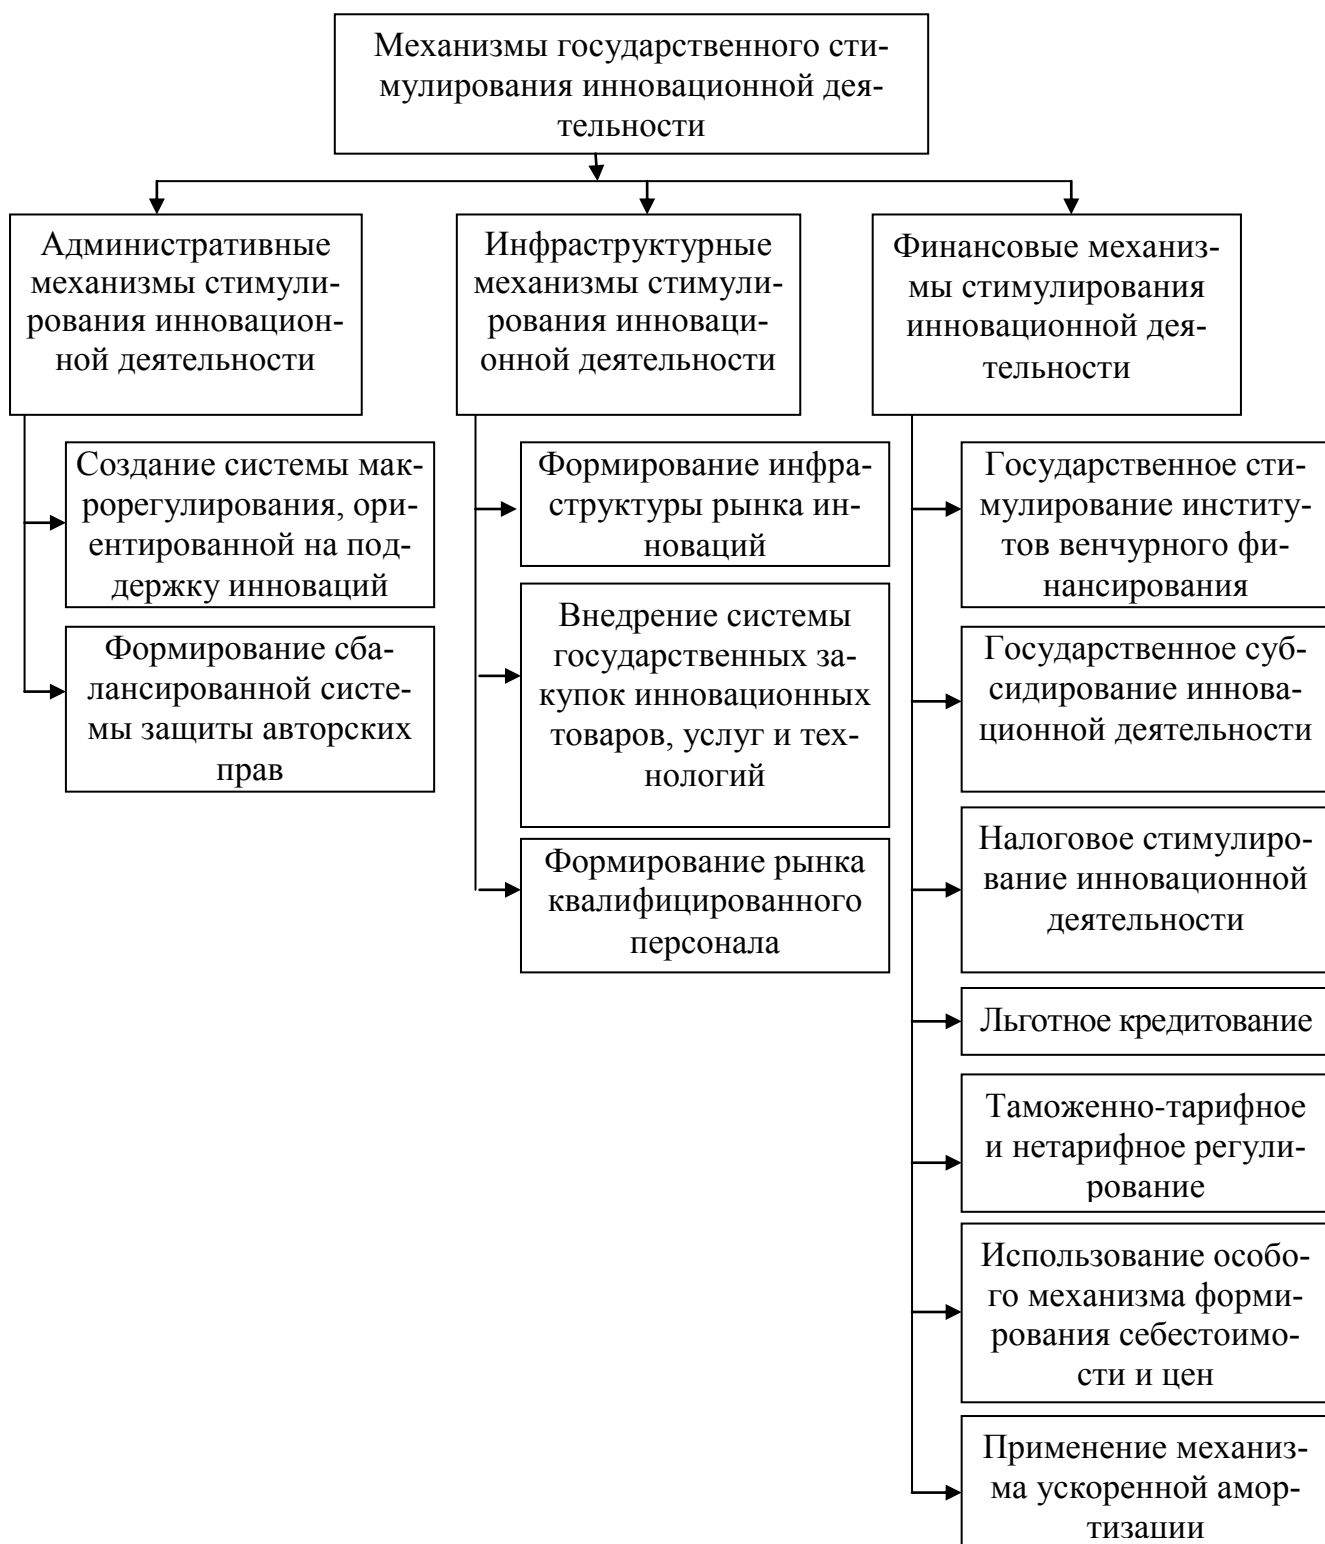 Механизмы государственного сти-
мулирования инновационной дея-
тельности
Административные
механизмы стимули-
рования инновацион-
ной деятельности
Создание системы мак-
рорегулирования, ори-
ентированной на под-
держку инноваций
Формирование сба-
лансированной систе-
мы защиты авторских
прав
Инфраструктурные
механизмы стимули-
рования инноваци-
онной деятельности
Формирование инфра-
структуры рынка ин-
новаций
Внедрение системы
государственных за-
купок инновационных
товаров, услуг и тех-
нологий
Формирование рынка
квалифицированного
персонала
Финансовые механиз-
мы стимулирования
инновационной дея-
тельности
Государственное сти-
мулирование институ-
тов венчурного фи-
нансирования
Государственное суб-
сидирование иннова-
ционной деятельности
Налоговое стимулиро-
вание инновационной
деятельности
Льготное кредитование
Таможенно-тарифное
и нетарифное регули-
рование
Использование особо-
го механизма форми-
рования себестоимо-
сти и цен
Применение механиз-
ма ускоренной амор-
тизации